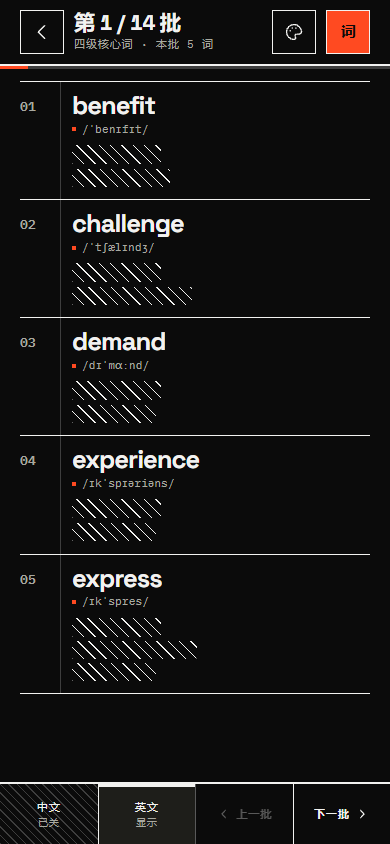 第 1 / 14 批
四级核心词 · 本批 5 词
词
01
benefit
/ˈbenɪfɪt/
02
challenge
/ˈtʃælɪndʒ/
03
demand
/dɪˈmɑːnd/
04
experience
/ɪkˈspɪəriəns/
05
express
/ɪkˈspres/
中文
已关
英文
显示
上一批
下一批